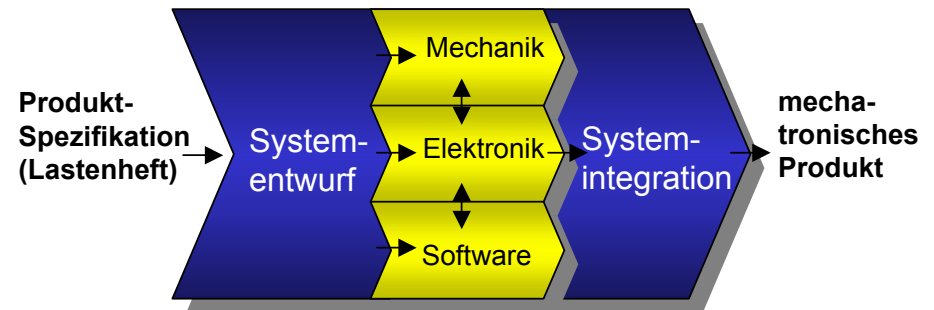 Produkt-
Spezifikation
(Lastenheft)
System-
entwurf
Mechanik
Elektronik
Software
System-
integration
mecha-
tronisches
Produkt